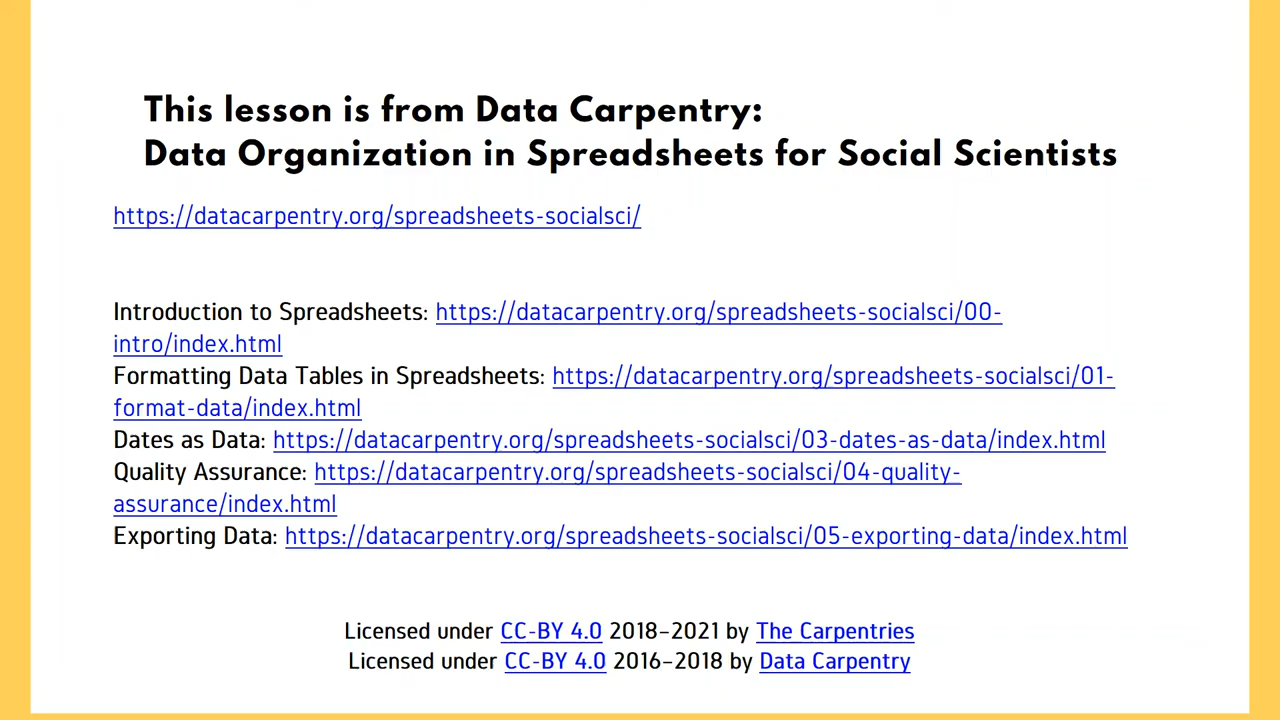 This lesson is from Data Carpentry:
Data Organization in Spreadsheets for Social Scientists
https://datacarpentry.org/spreadsheets-socialsci/
Introduction to Spreadsheets: https://datacarpentry.org/spreadsheets-socialsci/00-
intro/index.html
Formatting Data Tables in Spreadsheets: https://datacarpentry.org/spreadsheets-socialsci/01-
format-data/index.html
Dates as Data: https://datacarpentry.org/spreadsheets-socialsci/03-dates-as-data/index.html
Quality Assurance: https://datacarpentry.org/spreadsheets-socialsci/04-quality-
assurance/index.html
Exporting Data: https://datacarpentry.org/spreadsheets-socialsci/05-exporting-data/index.html
Licensed under CC-BY 4.0 2018–2021 by The Carpentries
Licensed under CC-BY 4.0 2016–2018 by Data Carpentry